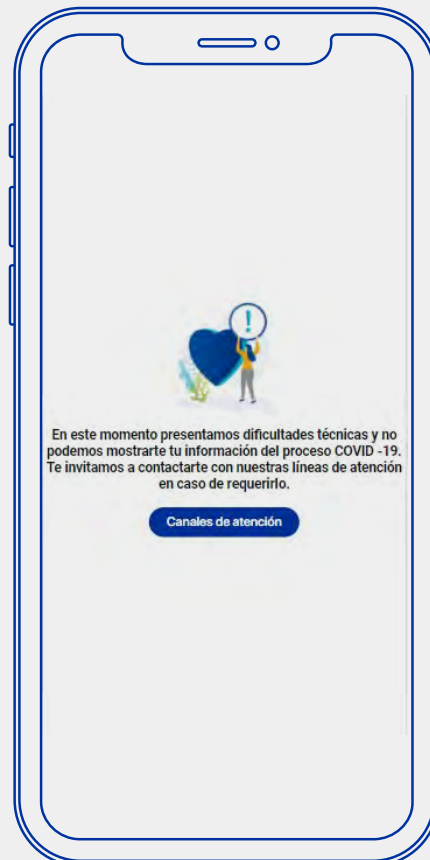 !
En este momento presentamos dificultades técnicas y no
podemos mostrarte tu información del proceso COVID -19.
Te invitamos a contactarte con nuestras líneas de atención
en caso de requerirlo.
Canales de atención